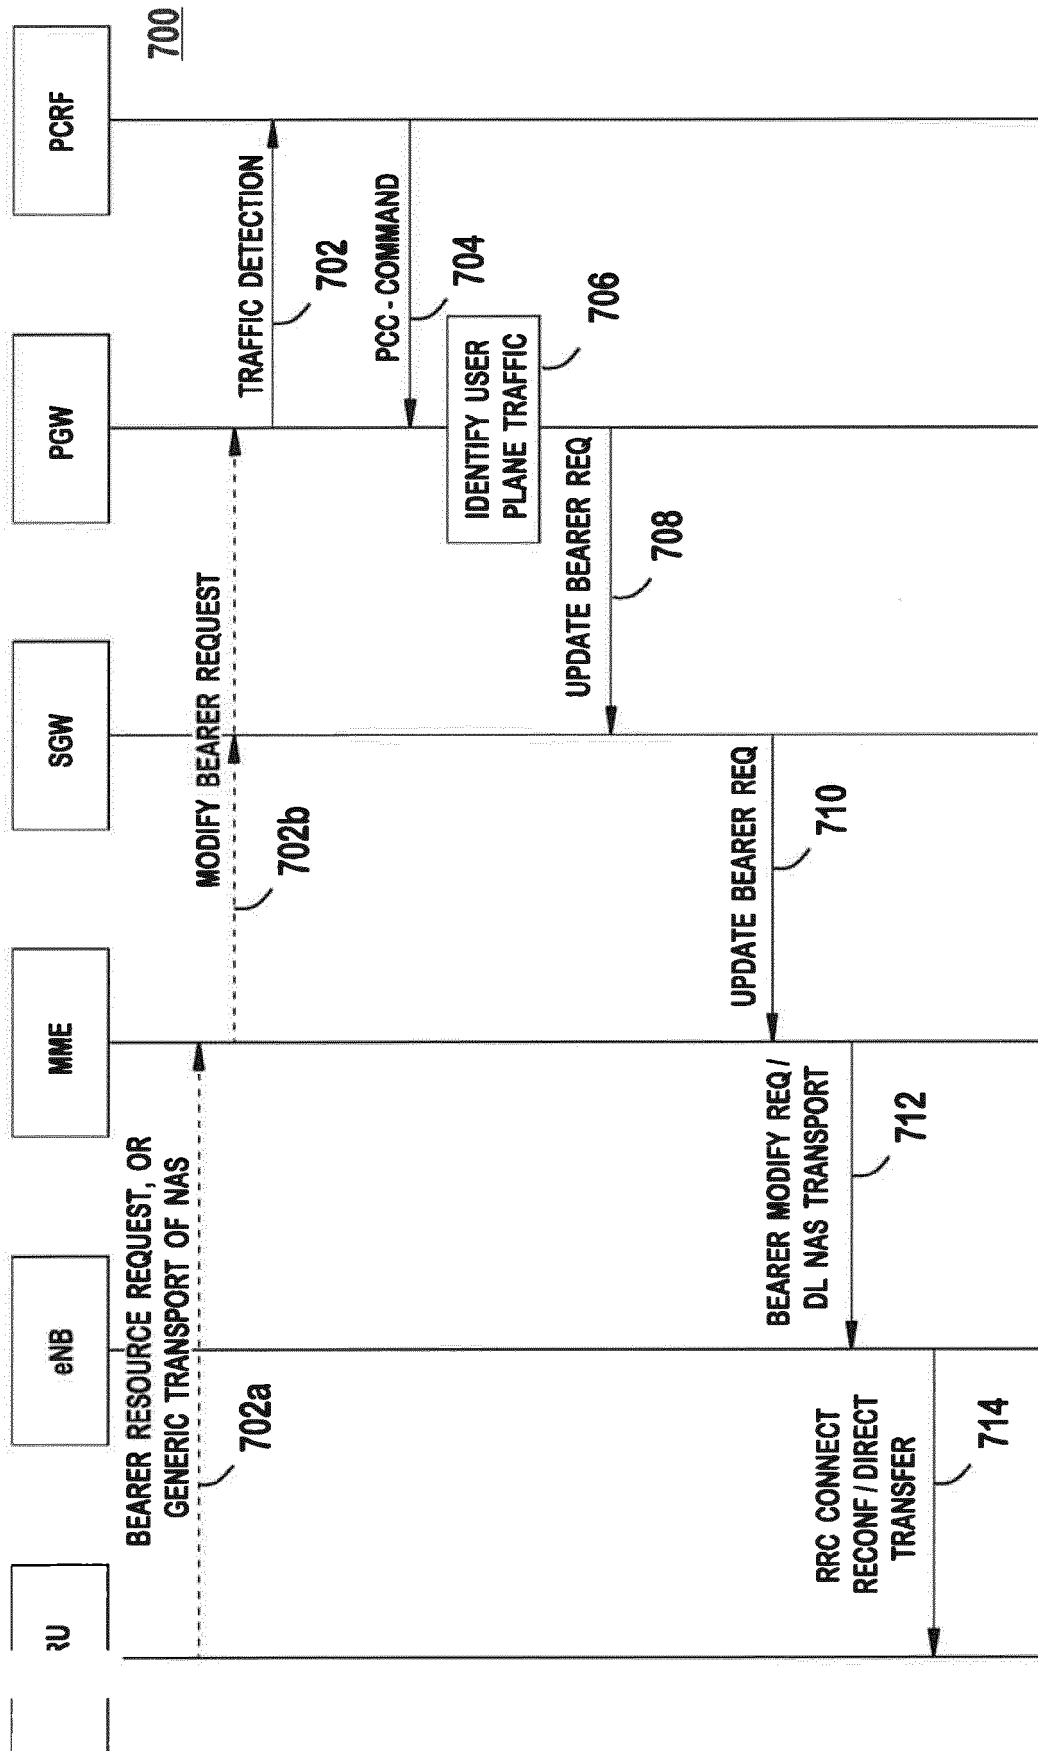 700
RU
eNB
MME
SGW
PGW
PCRF
BEARER RESOURCE REQUEST, OR
GENERIC TRANSPORT OF NAS
702a
MODIFY BEARER REQUEST
702b
TRAFFIC DETECTION
702
PCC-COMMAND
704
IDENTIFY USER
PLANE TRAFFIC
706
UPDATE BEARER REQ
708
UPDATE BEARER REQ
710
BEARER MODIFY REQ/
DL NAS TRANSPORT
712
RRC CONNECT
RECONF/DIRECT
TRANSFER
714